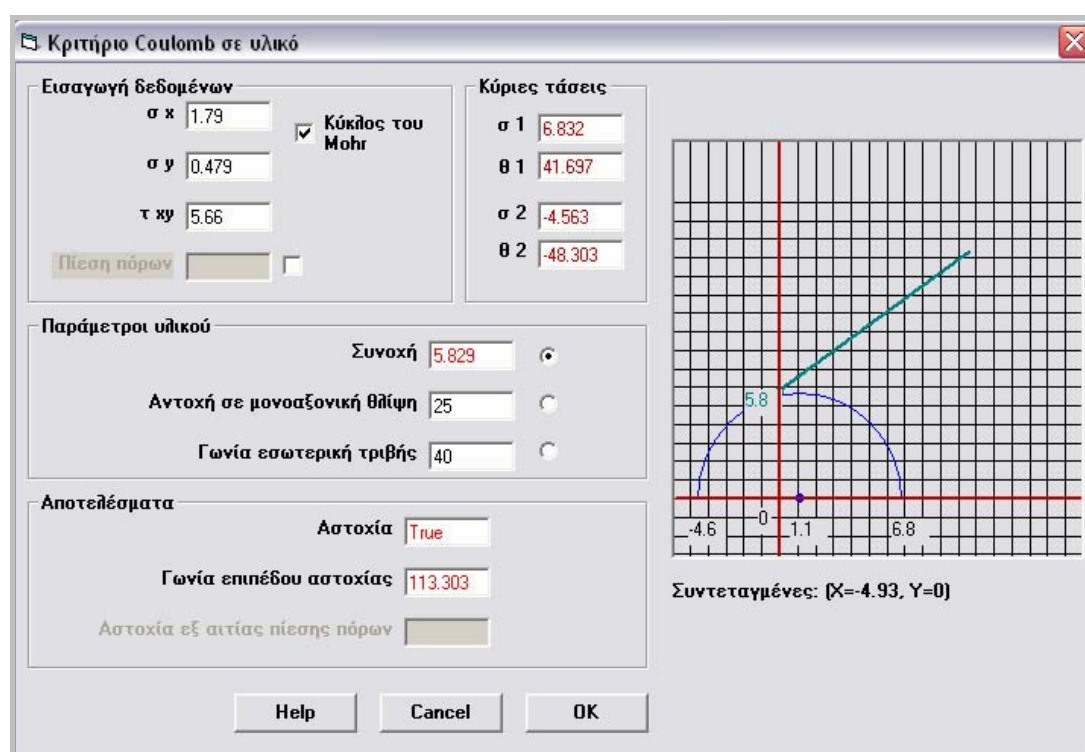 Κριτήριο Coulomb σε υλικό
Εισαγωγή δεδομένων
σ x 1.79
Κύκλος του
Mohr
σ y 0.479
τ xy 5.66
Πίεση πόρων
Κύριες τάσεις
σ 1 6.832
θ 1 41.697
σ 2 -4.563
θ 2 -48.303
Παράμετροι υλικού
Συνοχή 5.829
Αντοχή σε μονοαξονική θλίψη 25
Γωνία εσωτερική τριβής 40
Αποτελέσματα
Αστοχία True
Γωνία επιπέδου αστοχίας 113.303
Αστοχία εξ αιτίας πίεσης πόρων
5.8
0
-4.6 1.1 6.8
Συντεταγμένες: (X=-4.93, Y=0)
Help Cancel OK